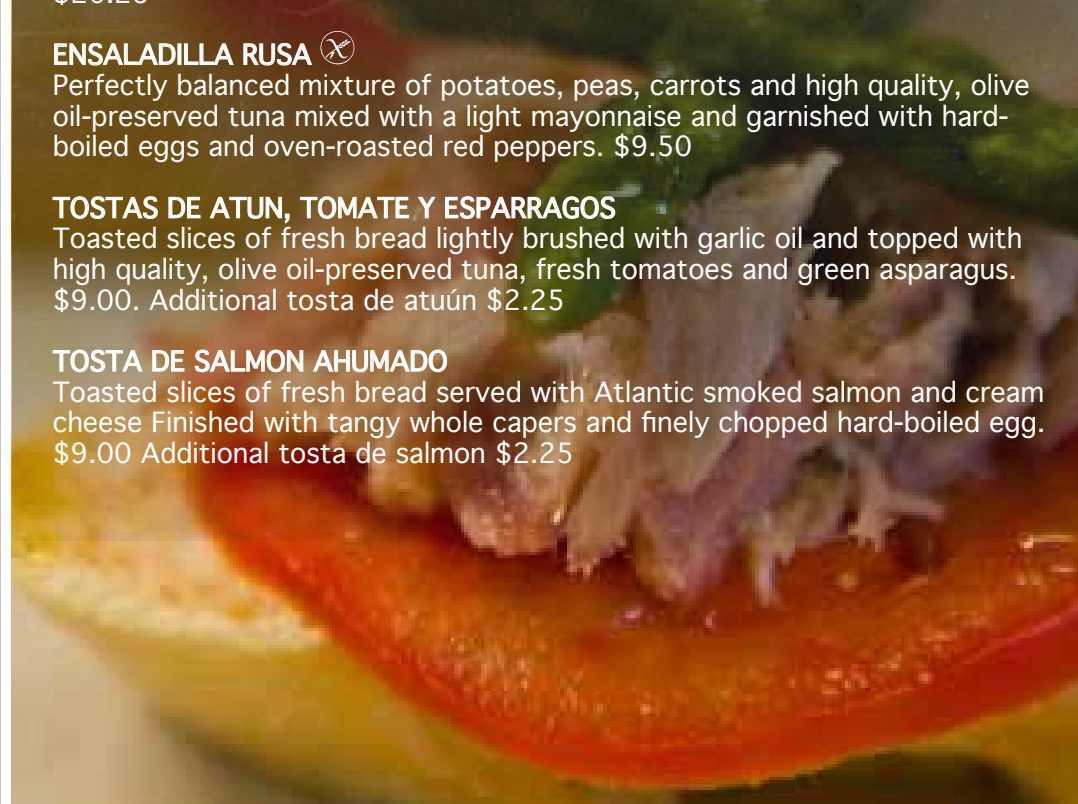 ENSALADILLA RUSA
Perfectly balanced mixture of potatoes, peas, carrots and high quality, olive
oil-preserved tuna mixed with a light mayonnaise and garnished with hard-
boiled eggs and oven-roasted red peppers. $9.50
TOSTAS DE ATUN, TOMATE Y ESPARRAGOS
Toasted slices of fresh bread lightly brushed with garlic oil and topped with
high quality, olive oil-preserved tuna, fresh tomatoes and green asparagus.
$9.00. Additional tosta de atuún $2.25
TOSTA DE SALMON AHUMADO
Toasted slices of fresh bread served with Atlantic smoked salmon and cream
cheese Finished with tangy whole capers and finely chopped hard-boiled egg.
$9.00 Additional tosta de salmon $2.25